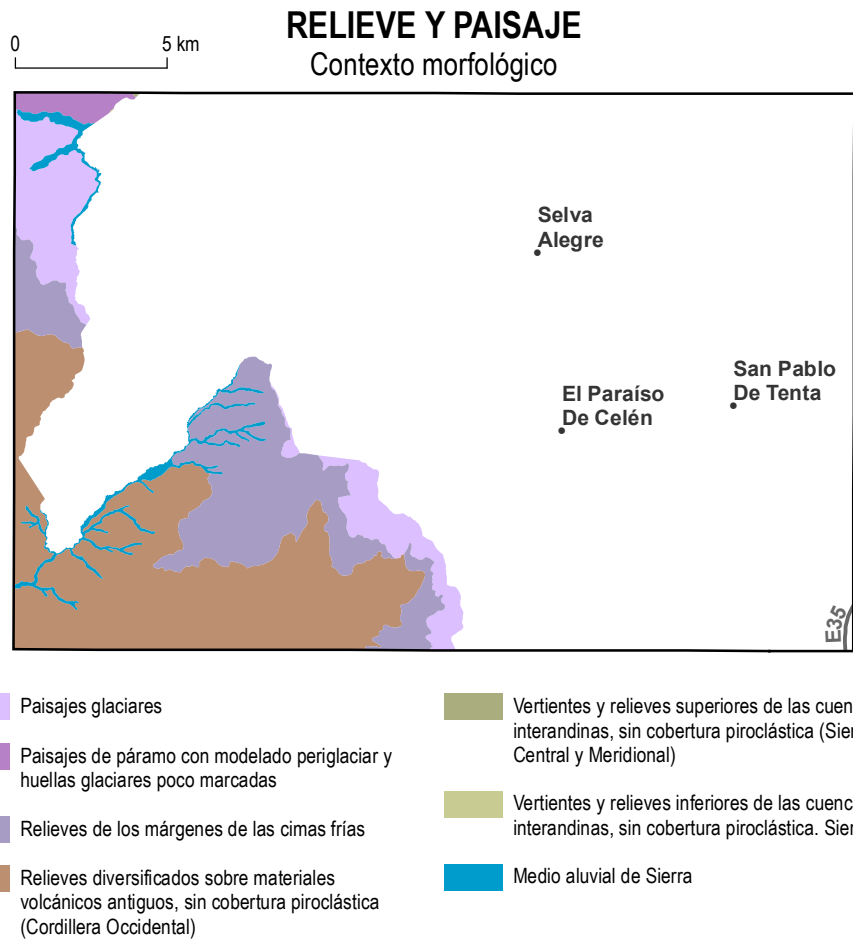 RELIEVE Y PAISAJE
Contexto morfológico
0 5 km
Selva
Alegre
San Pablo
De Tenta
El Paraíso
De Celén
E35
Paisajes glaciares
Paisajes de páramo con modelado periglaciar y
huellas glaciares poco marcadas
Relieves de los márgenes de las cimas frías
Relieves diversificados sobre materiales
volcánicos antiguos, sin cobertura piroclástica
(Cordillera Occidental)
Vertientes y relieves superiores de las cuen
interandinas, sin cobertura piroclástica (Sier
Central y Meridional)
Vertientes y relieves inferiores de las cuenc
interandinas, sin cobertura piroclástica. Sier
Medio aluvial de Sierra